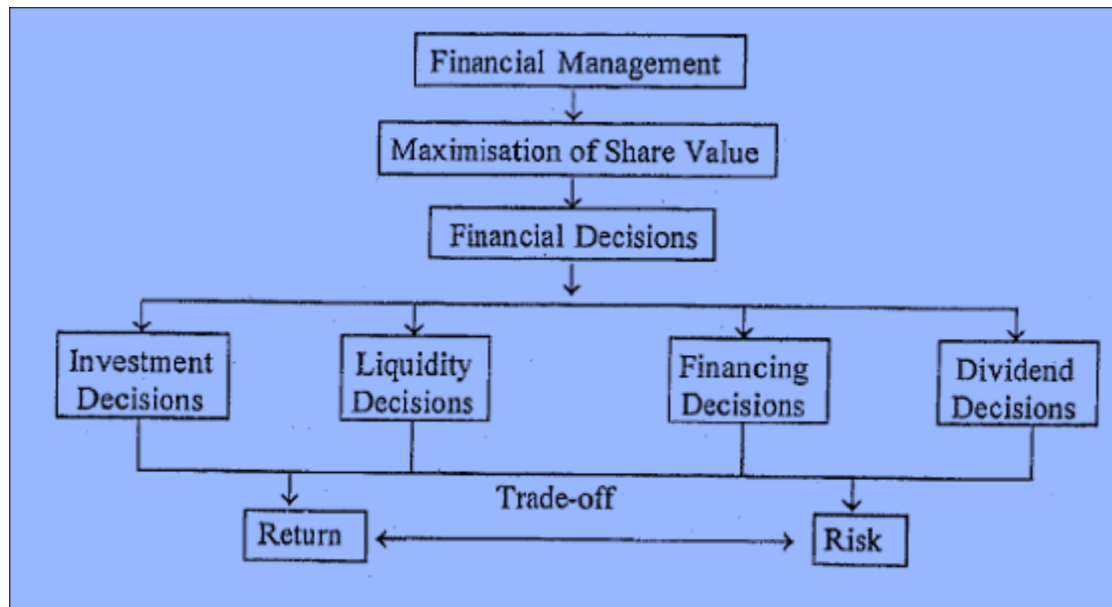 Financial Management
Maximisation of Share Value
Financial Decisions
Investment
Decisions
Liquidity
Decisions
Financing
Decisions
Dividend
Decisions
Trade-off
Return
Risk